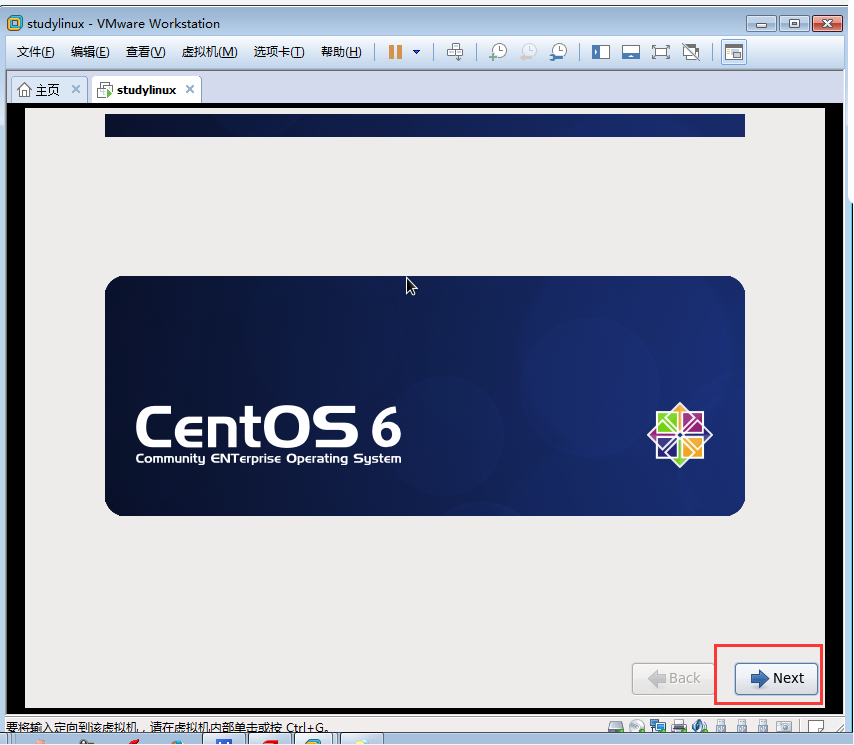 studylinux - VMware Workstation
文件(F) 编辑(E) 查看(V) 虚拟机(M) 选项卡(T) 帮助(H)
主页 studylinux
CentOS 6
Community ENTerprise Operating System
Back Next
要将输入定向到该虚拟机，请在虚拟机内部单击或按 Ctrl+G。